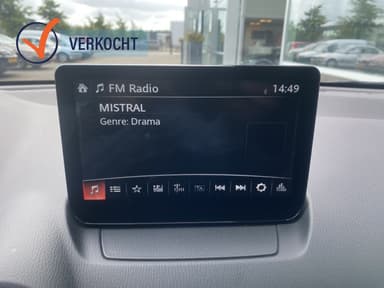 VERKOCHT
FM Radio 14:49
MISTRAL
Genre: Drama